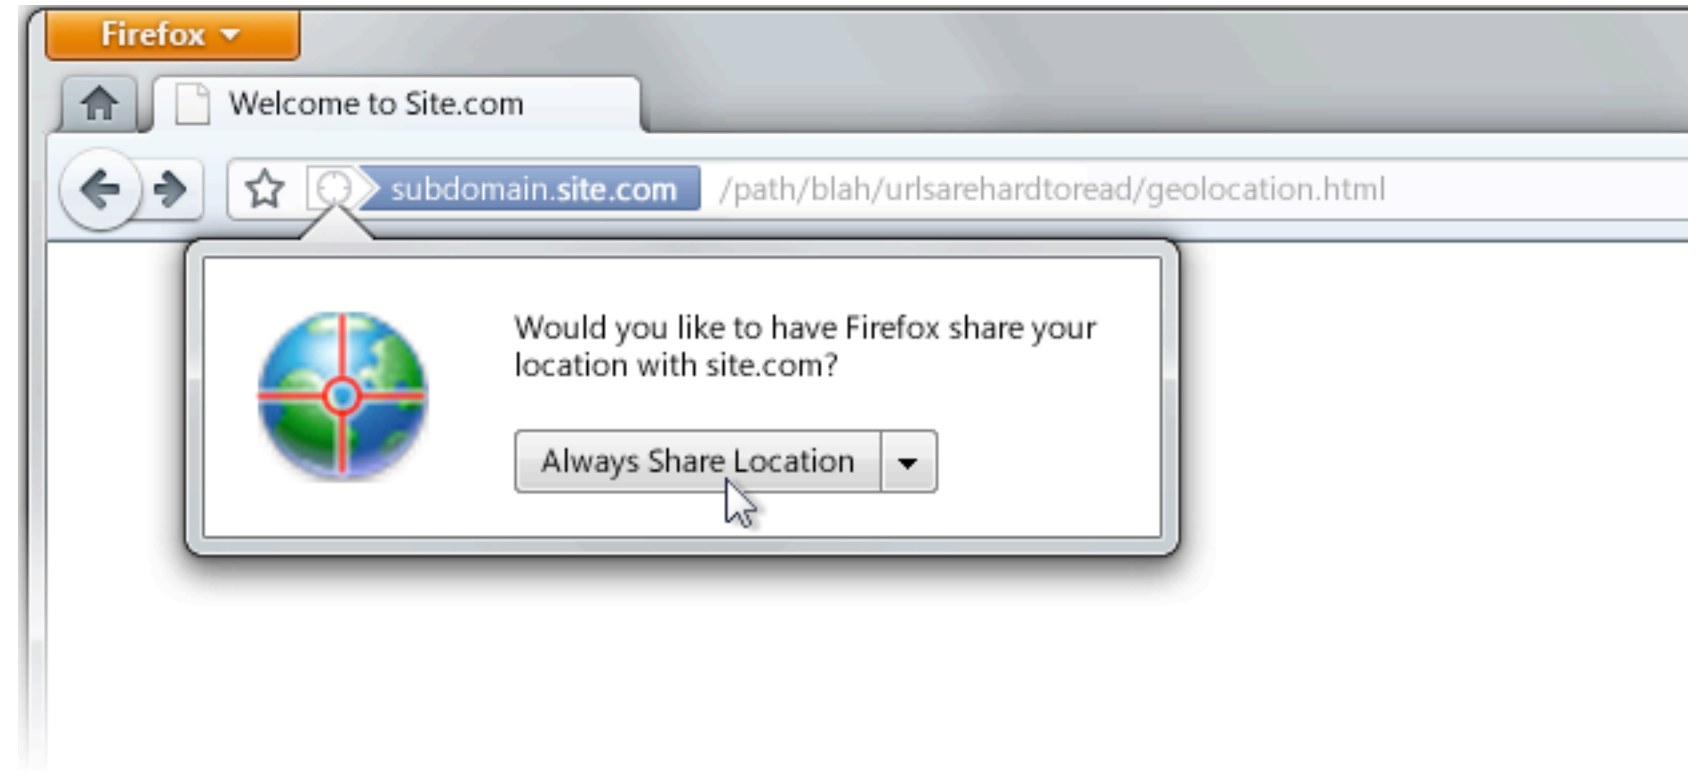 Firefox
Welcome to Site.com
subdomain.site.com /path/blah/urlsarehardtoread/geolocation.html
Would you like to have Firefox share your
location with site.com?
Always Share Location